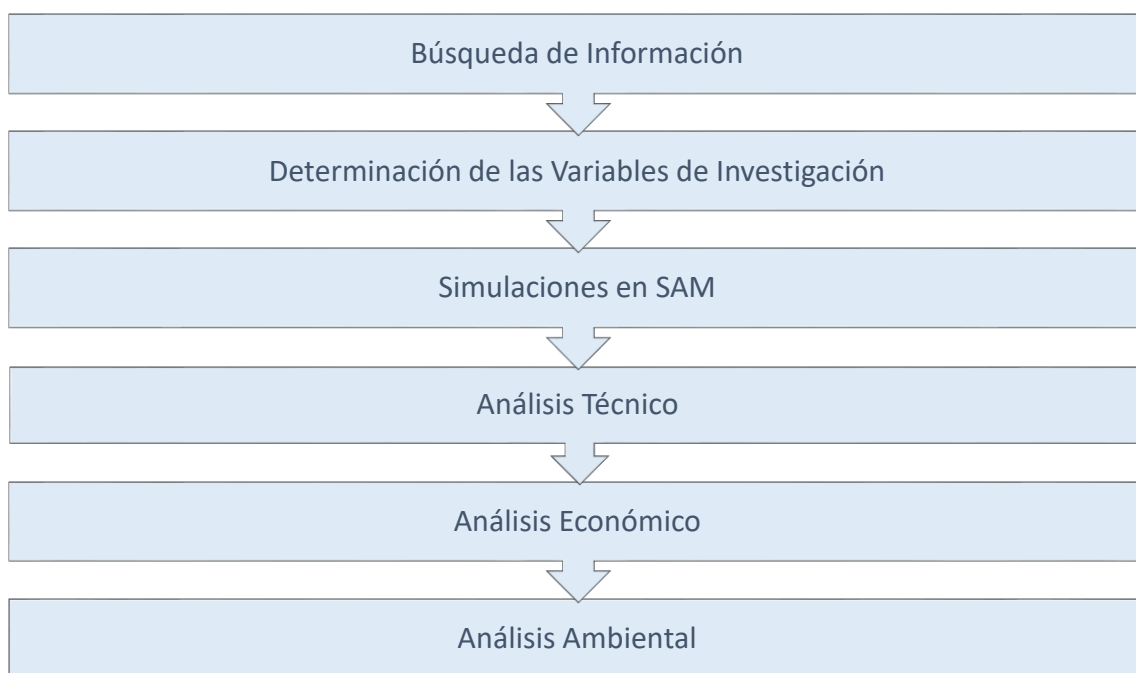 Búsqueda de Información
Determinación de las Variables de Investigación
Simulaciones en SAM
Análisis Técnico
Análisis Económico
Análisis Ambiental